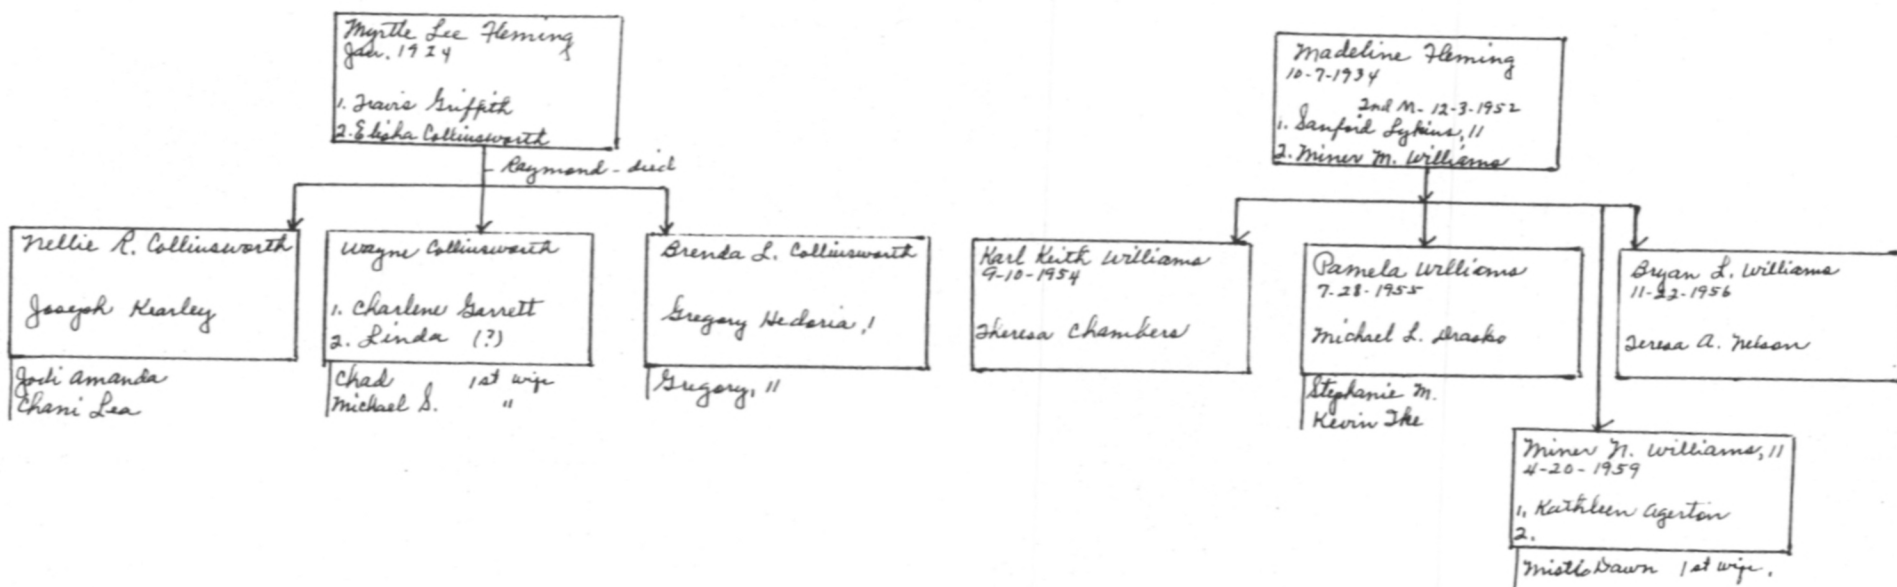 Myrtle Lee Fleming
Jan. 1924
1. Travis Griffith
2. Elisha Collinsworth
Raymond - died
Nellie R. Collinsworth
Joseph Kearley
Jodi Amanda
Chani Lea
Wayne Collinsworth
1. Charlene Garrett
2. Linda (?)
Chad 1st wife
Michael S. "
Brenda L. Collinsworth
Gregory Hedoria, I
Gregory, II
Madeline Fleming
10-7-1934
2nd M- 12-3-1952
1. Sanford Lykins, II
2. Miner M. Williams
Karl Keith Williams
9-10-1954
Theresa Chambers
Pamela Williams
7-28-1955
Michael L. Drasko
Stephanie M.
Kevin Ike
Bryan L. Williams
11-22-1956
Teresa A. Nelson
Miner N. Williams, II
4-20-1959
1. Kathleen Agerton
2.
Dawn 1st wife.